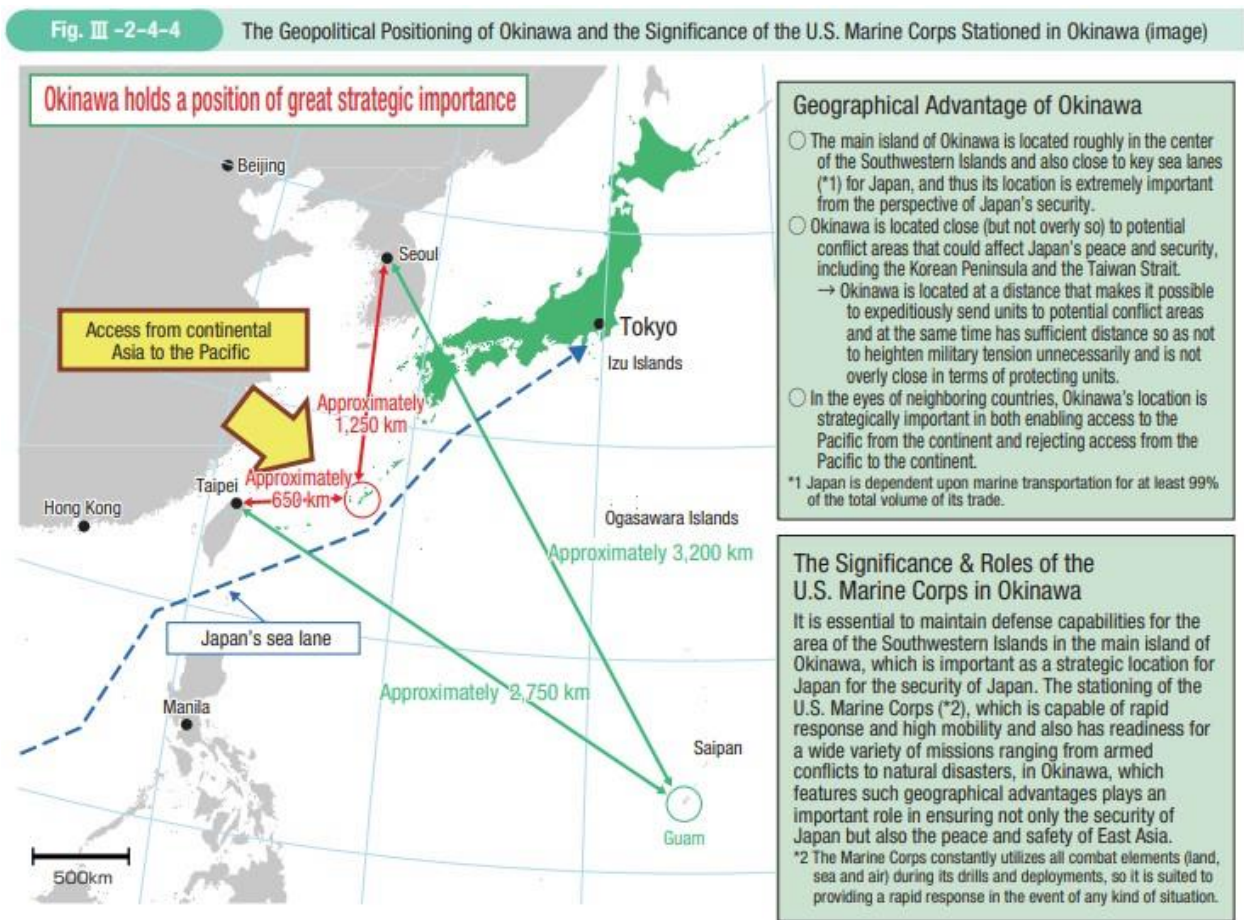 Fig. Ⅲ -2-4-4
The Geopolitical Positioning of Okinawa and the Significance of the U.S. Marine Corps Stationed in Okinawa (image)
Okinawa holds a position of great strategic importance
Beijing
Seoul
Access from continental
Asia to the Pacific
Tokyo
Izu Islands
Approximately
1,250 km
Approximately
650 km
Taipei
Hong Kong
Ogasawara Islands
Approximately 3,200 km
Japan's sea lane
Approximately 2,750 km
Manila
Saipan
Guam
500km
Geographical Advantage of Okinawa
○ The main island of Okinawa is located roughly in the center
of the Southwestern Islands and also close to key sea lanes
(*1) for Japan, and thus its location is extremely important
from the perspective of Japan's security.
○ Okinawa is located close (but not overly so) to potential
conflict areas that could affect Japan's peace and security,
including the Korean Peninsula and the Taiwan Strait.
→ Okinawa is located at a distance that makes it possible
to expeditiously send units to potential conflict areas
and at the same time has sufficient distance so as not
to heighten military tension unnecessarily and is not
overly close in terms of protecting units.
○ In the eyes of neighboring countries, Okinawa's location is
strategically important in both enabling access to the
Pacific from the continent and rejecting access from the
Pacific to the continent.
*1 Japan is dependent upon marine transportation for at least 99%
of the total volume of its trade.
The Significance & Roles of the
U.S. Marine Corps in Okinawa
It is essential to maintain defense capabilities for the
area of the Southwestern Islands in the main island of
Okinawa, which is important as a strategic location for
Japan for the security of Japan. The stationing of the
U.S. Marine Corps (*2), which is capable of rapid
response and high mobility and also has readiness for
a wide variety of missions ranging from armed
conflicts to natural disasters, in Okinawa, which
features such geographical advantages plays an
important role in ensuring not only the security of
Japan but also the peace and safety of East Asia.
*2 The Marine Corps constantly utilizes all combat elements (land,
sea and air) during its drills and deployments, so it is suited to
providing a rapid response in the event of any kind of situation.